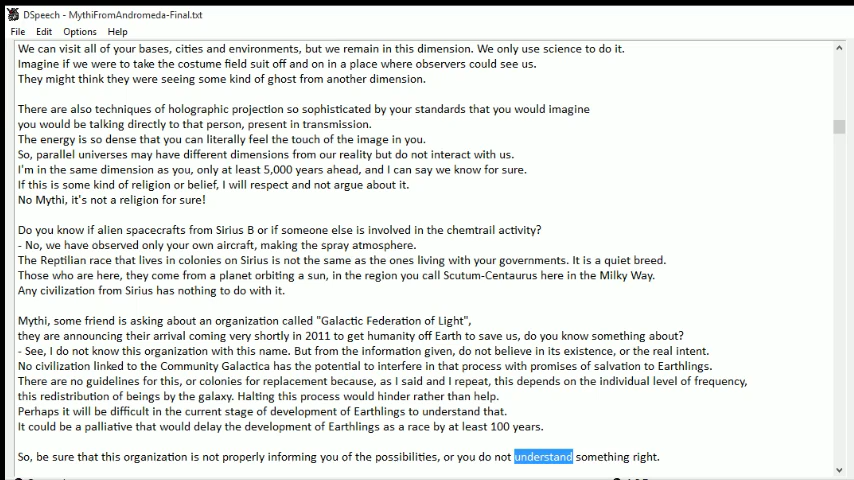 DSpeech - MythiFromAndromeda-Final.txt
File Edit Options Help
We can visit all of your bases, cities and environments, but we remain in this dimension. We only use science to do it.
Imagine if we were to take the costume field suit off and on in a place where observers could see us.
They might think they were seeing some kind of ghost from another dimension.
There are also techniques of holographic projection so sophisticated by your standards that you would imagine
you would be talking directly to that person, present in transmission.
The energy is so dense that you can literally feel the touch of the image in you.
So, parallel universes may have different dimensions from our reality but do not interact with us.
I'm in the same dimension as you, only at least 5,000 years ahead, and I can say we know for sure.
If this is some kind of religion or belief, I will respect and not argue about it.
No Mythi, it's not a religion for sure!
Do you know if alien spacecrafts from Sirius B or if someone else is involved in the chemtrail activity?
- No, we have observed only your own aircraft, making the spray atmosphere.
The Reptilian race that lives in colonies on Sirius is not the same as the ones living with your governments. It is a quiet breed.
Those who are here, they come from a planet orbiting a sun, in the region you call Scutum-Centaurus here in the Milky Way.
Any civilization from Sirius has nothing to do with it.
Mythi, some friend is asking about an organization called "Galactic Federation of Light",
they are announcing their arrival coming very shortly in 2011 to get humanity off Earth to save us, do you know something about?
- See, I do not know this organization with this name. But from the information given, do not believe in its existence, or the real intent.
No civilization linked to the Community Galactica has the potential to interfere in that process with promises of salvation to Earthlings.
There are no guidelines for this, or colonies for replacement because, as I said and I repeat, this depends on the individual level of frequency,
this redistribution of beings by the galaxy. Halting this process would hinder rather than help.
Perhaps it will be difficult in the current stage of development of Earthlings to understand that.
It could be a palliative that would delay the development of Earthlings as a race by at least 100 years.
So, be sure that this organization is not properly informing you of the possibilities, or you do not understand something right.